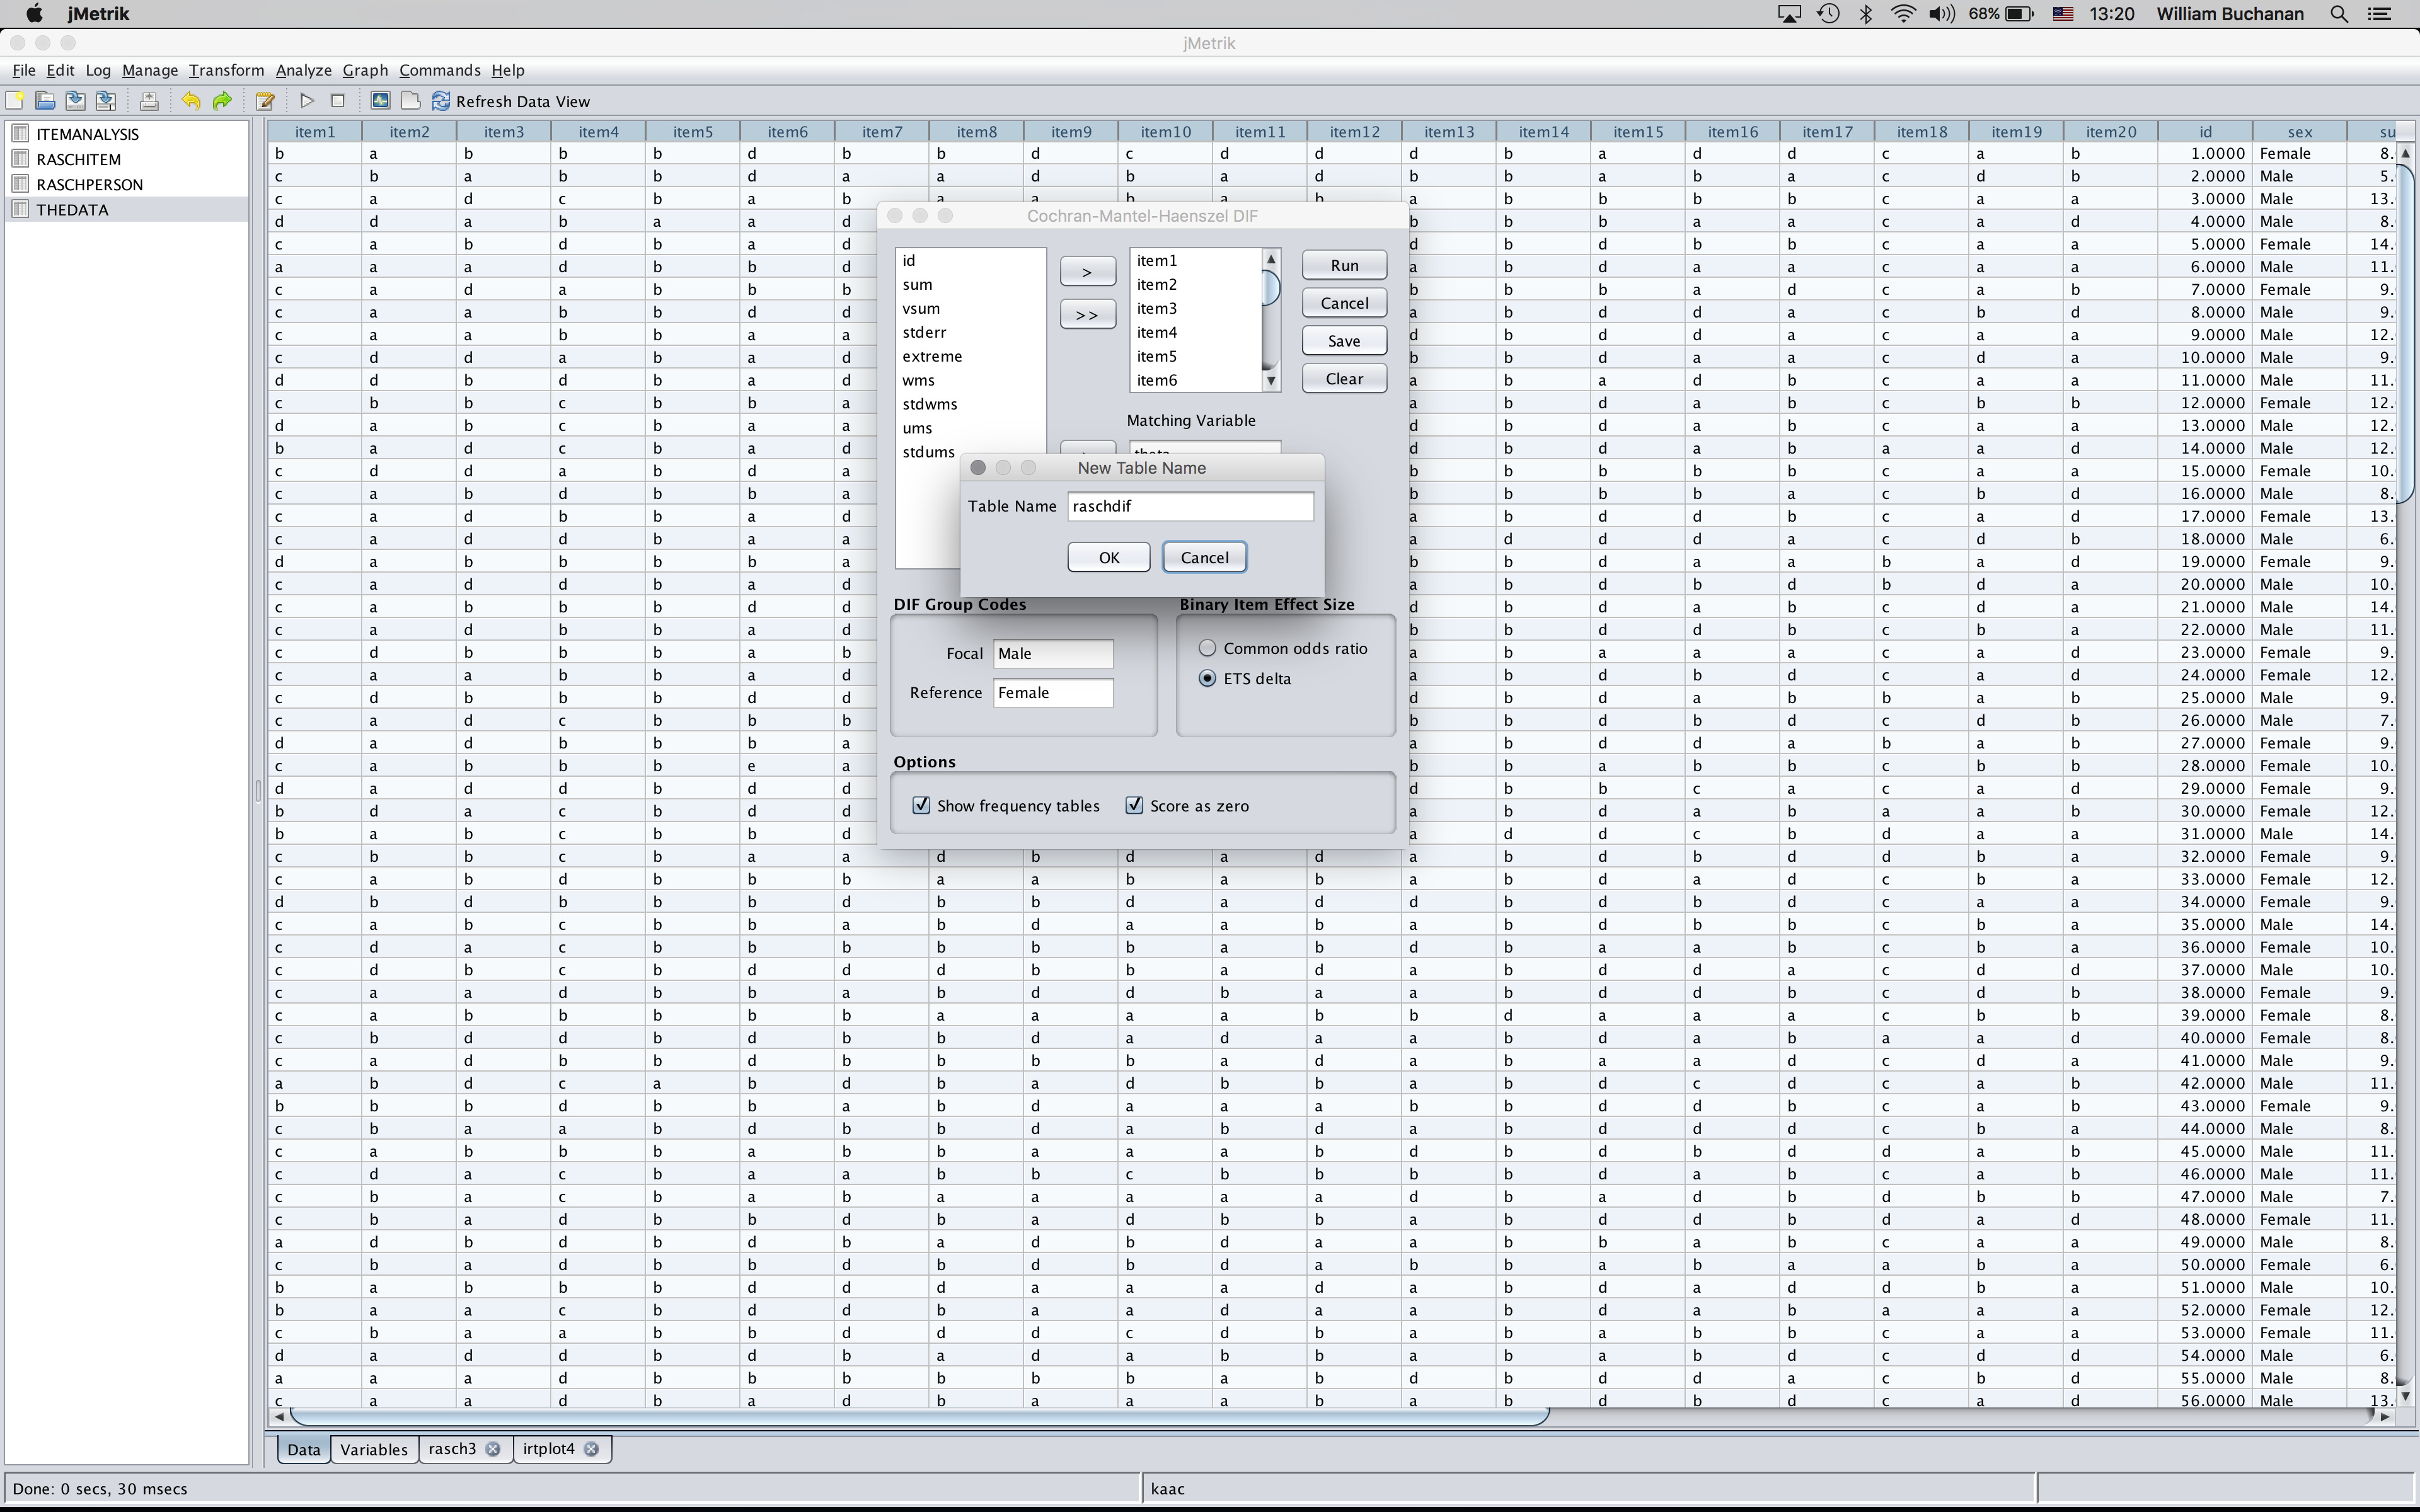 jMetrik
68% 13:20 William Buchanan
jMetrik
File Edit Log Manage Transform Analyze Graph Commands Help
Refresh Data View
ITEMANALYSIS
RASCHITEM
RASCHPERSON
THEDATA
item1 item2 item3 item4 item5 item6 item7 item8 item9 item10 item11 item12 item13 item14 item15 item16 item17 item18 item19 item20 id sex su
b a b b b d b b d c d d d b a d d c a b 1.0000 Female 8.
c b a b b d a a d b a d b b a b a c d b 2.0000 Male 5.
c a d c b a b a a b a b a b b b b c a a 3.0000 Male 13.
d d a b a a d b b b a a c a d 4.0000 Male 8.
c a b d b a d d b d b b c a a 5.0000 Female 14.
a a a d b b d a b d a a c a a 6.0000 Male 11.
c a d a b b b b b b a d c a a 7.0000 Female 9.
c a a b b d d a b d d a c b d 8.0000 Male 9.
c a a b b a d d b d d a c a a 9.0000 Male 12.
c d d a b a d b b d a a c d a 10.0000 Male 9.
d d b d b a d a b a d b c a a 11.0000 Male 11.
c b b c b b a a b d a b c b b 12.0000 Female 12.
d a b c b a a d b d b b c a a 13.0000 Male 12.
b a d c b a d d b b a a a a d 14.0000 Male 12.
c d d a b d a b b b b b c a a 15.0000 Female 10.
c a b d b b a b b b b a c b d 16.0000 Male 8.
c a d b b a d a b d b b c a d 17.0000 Female 13.
c a d d b a a a d d a b c d b 18.0000 Male 6.
d a b b b b a b b d a a b a d 19.0000 Female 9.
c a d d b a d a b d b d b d a 20.0000 Male 10.
c a b b b d d d b d a b c d a 21.0000 Male 14.
c a d b b a d b b d d b c b a 22.0000 Male 11.
c d b b b a b a b a a a c d a 23.0000 Female 9.
c a a b b a d a b d b d c d a 24.0000 Female 12.
c d b b b d d d b d a b b a b 25.0000 Male 9.
c a d c b b b b b d b d c d b 26.0000 Male 7.
d a d b b b a a b d d a b a b 27.0000 Female 9.
c a b b b e a b b a b b c b b 28.0000 Female 10.
d a d d b d d d b b c a c a d 29.0000 Female 9.
b d a c b d d a b d a b a a b 30.0000 Female 12.
b a b c b b d a d d c b d a a 31.0000 Male 14.
c b b c b a a d b d a d a b d b d d b a 32.0000 Female 9.
c a b d b b b a a b a b a b d a d c b a 33.0000 Female 12.
d b d b b b d b b d a d d b d b d c a a 34.0000 Female 9.
c a b c b b a b d a a b a b d b b c b a 35.0000 Male 14.
c d a c b b b b b b a b d b a a b c b a 36.0000 Female 10.
c d b c b d d b b a d a b d d a c d d 37.0000 Male 10.
c a a d b b a b d d b a a b d d b c d b 38.0000 Female 9.
c a b b b b b a a a a b b d a a a c b b 39.0000 Female 8.
c b d d b d b b d a d a a b d a b a a d 40.0000 Female 8.
c a d b b d b b b b a d a b a a d c d a 41.0000 Male 9.
a b d c a b d b a d b b a b d c d c a b 42.0000 Male 11.
b b b d b b a b d a a a b b d d b c a b 43.0000 Female 9.
c b a a b d b b d a b d a b d d d c b a 44.0000 Male 8.
c a b b b a b b a a a b d b d b d d a a 45.0000 Male 11.
c d a c b a a b b c b b d b d a b c a b 46.0000 Male 11.
c b a c b a b a a a a a d b a d b d b b 47.0000 Male 7.
c b a d b b d b a d b b a b d d b d a d 48.0000 Female 11.
a d b d b d b a d b d a a b b a b c a a 49.0000 Male 8.
c b a d b b d b d b d a b b a b a a b a 50.0000 Female 6.
b a b b b d d d a a a d a b d a d d b a 51.0000 Male 10.
b a a c b d d b a a d a a b d a b a a a 52.0000 Female 12.
c b a a b b d d d c d b a b a b b c a a 53.0000 Female 11.
d a d d b d b a d a b b a b a b d c d d 54.0000 Male 6.
a a a d b b b b b b a b d b d d a c b d 55.0000 Male 8.
c a a d b a d b a a a b a b d b d c a d 56.0000 Male 13.
Cochran-Mantel-Haenszel DIF
id
sum
vsum
stderr
extreme
wms
stdwms
ums
stdums
>
>>
item1
item2
item3
item4
item5
item6
Run
Cancel
Save
Clear
Matching Variable
theta
New Table Name
Table Name raschdif
OK Cancel
DIF Group Codes
Focal Male
Reference Female
Binary Item Effect Size
Common odds ratio
ETS delta
Options
Show frequency tables Score as zero
Data Variables rasch3 irtplot4
Done: 0 secs, 30 msecs
kaac